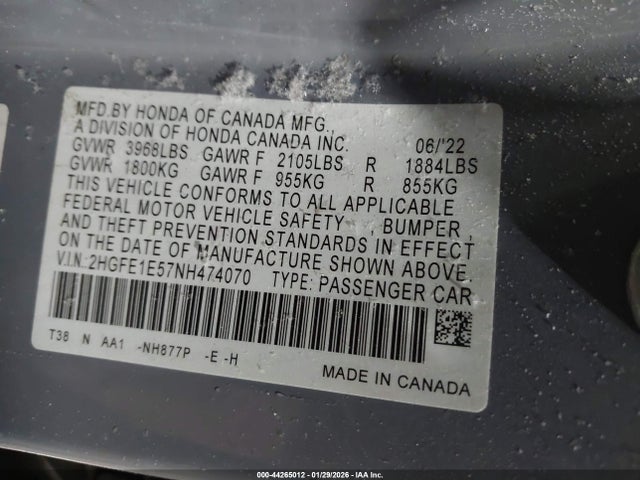 MFD.BY HONDA OF CANADA MFG.,
A DIVISION OF HONDA CANADA INC. 06/'22
GVWR 3968LBS GAWR F 2105LBS R 1884LBS
GVWR 1800KG GAWR F 955KG R 855KG
THIS VEHICLE CONFORMS TO ALL APPLICABLE
FEDERAL MOTOR VEHICLE SAFETY , BUMPER ,
AND THEFT PREVENTION STANDARDS IN EFFECT
ON THE DATE OF MANUFACTURE SHOWN ABOVE.
V.I.N.:2HGFE1E57NH474070 TYPE: PASSENGER CAR
T38 N AA1 -NH877P -E -H
MADE IN CANADA
000-44265012 | 01/29/2026 | IAA Inc.